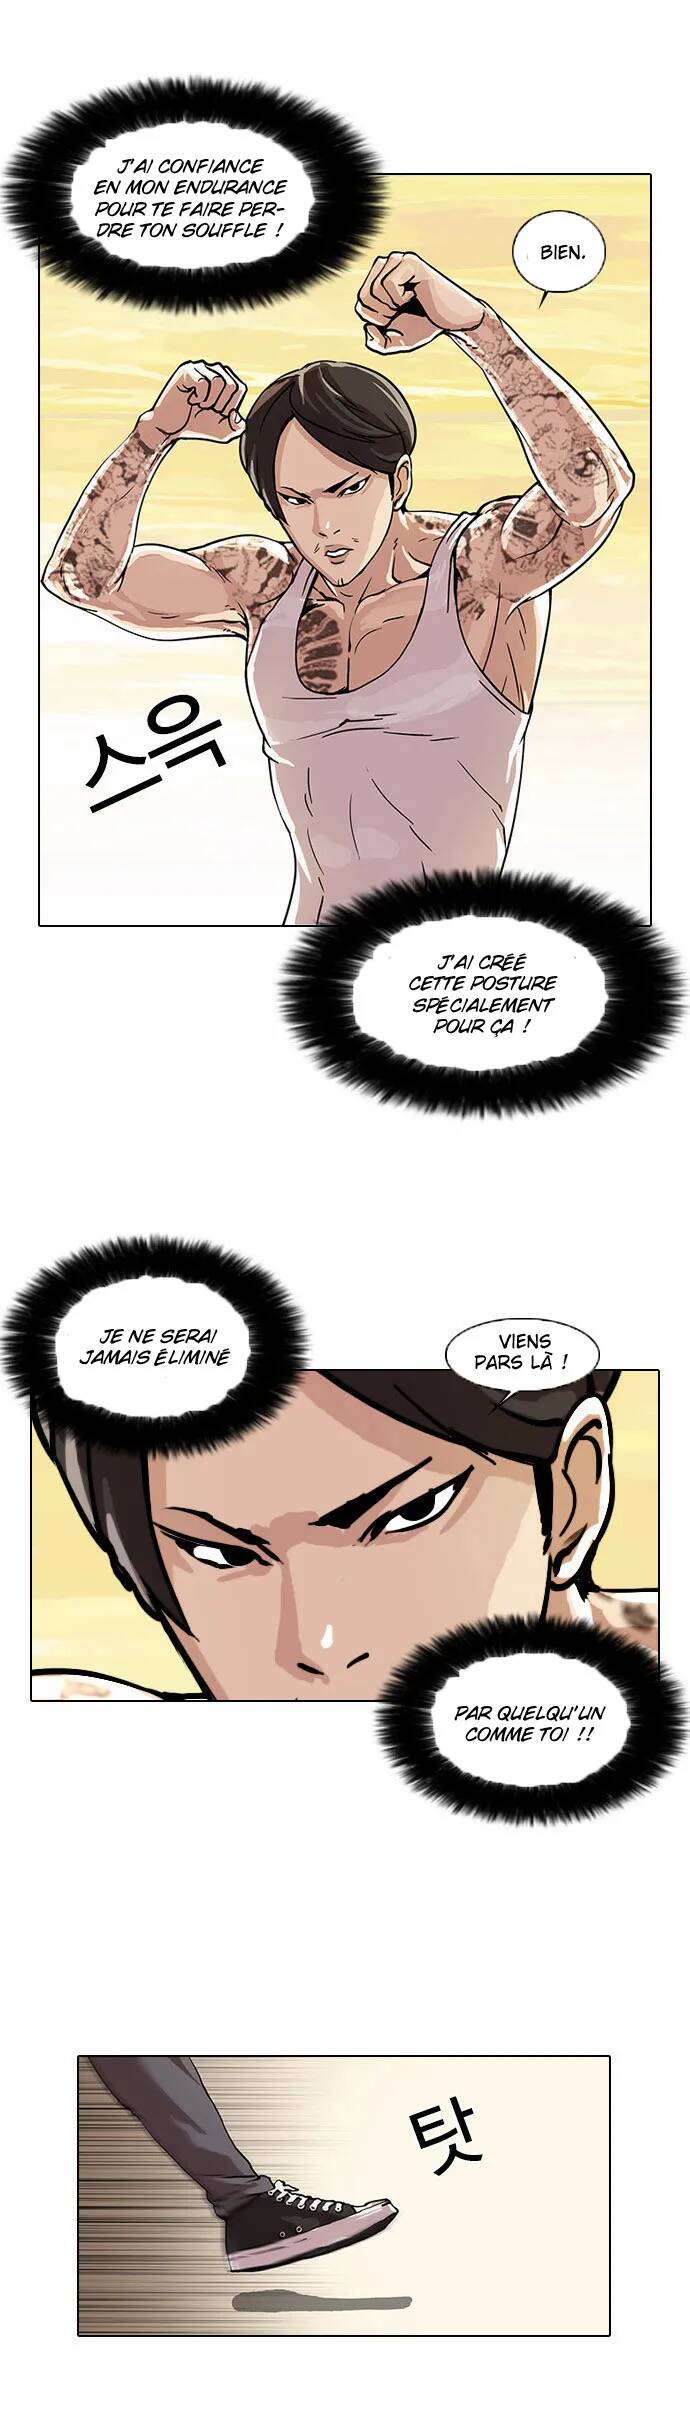 J'AI CONFIANCE
EN MON ENDURANCE
POUR TE FAIRE PER-
DRE TON SOUFFLE !
BIEN.
스윽
J'AI CRÉÉ
CETTE POSTURE
SPÉCIALEMENT
POUR ÇA !
JE NE SERAI
JAMAIS ÉLIMINÉ
VIENS
PARS LÀ !
PAR QUELQU'UN
COMME TOI !!
탓